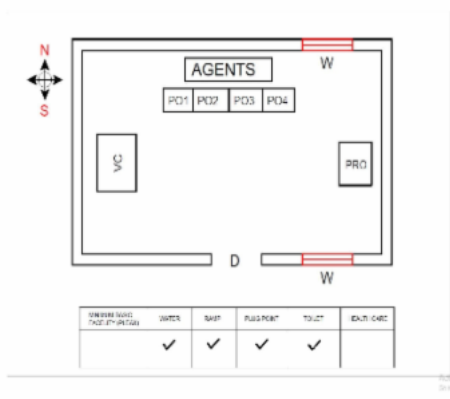 N
W
AGENTS
S
PO1 PO2 PO3 PO4
VC
PRO
D
W
WATER RAMP PLUG POINT TOILET